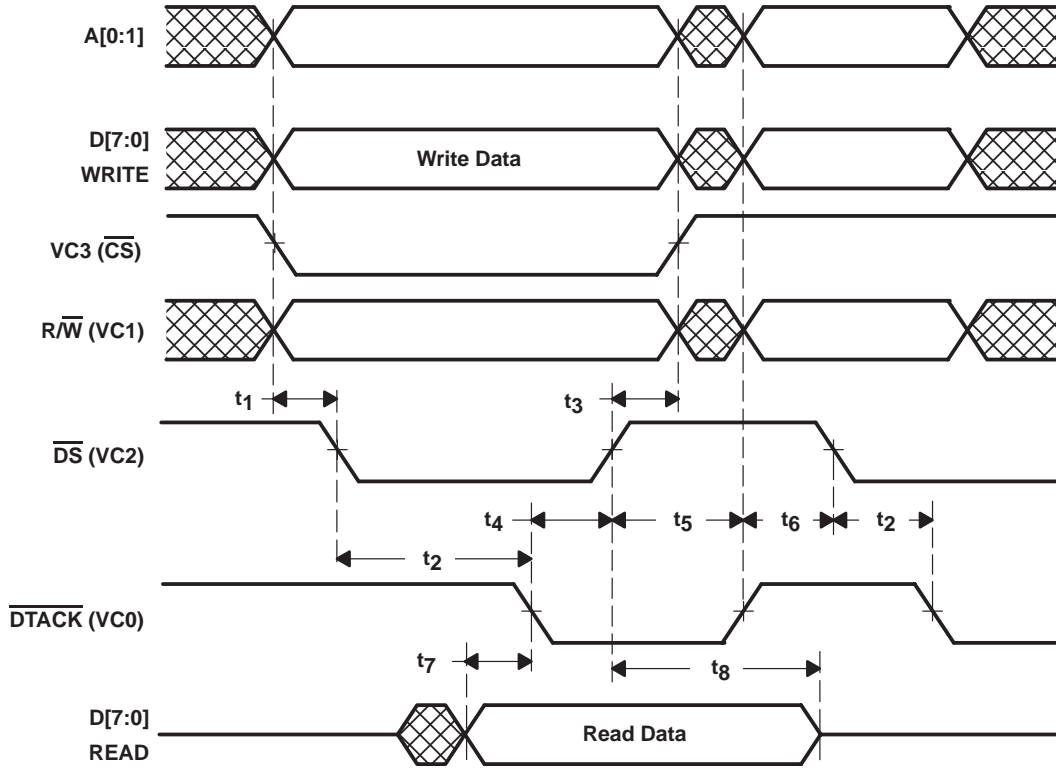 A[0:1]
D[7:0]
WRITE
Write Data
VC3 (CS)
R/W (VC1)
t1
t3
DS (VC2)
t4
t5
t6
t2
t2
DTACK (VC0)
t7
t8
D[7:0]
READ
Read Data